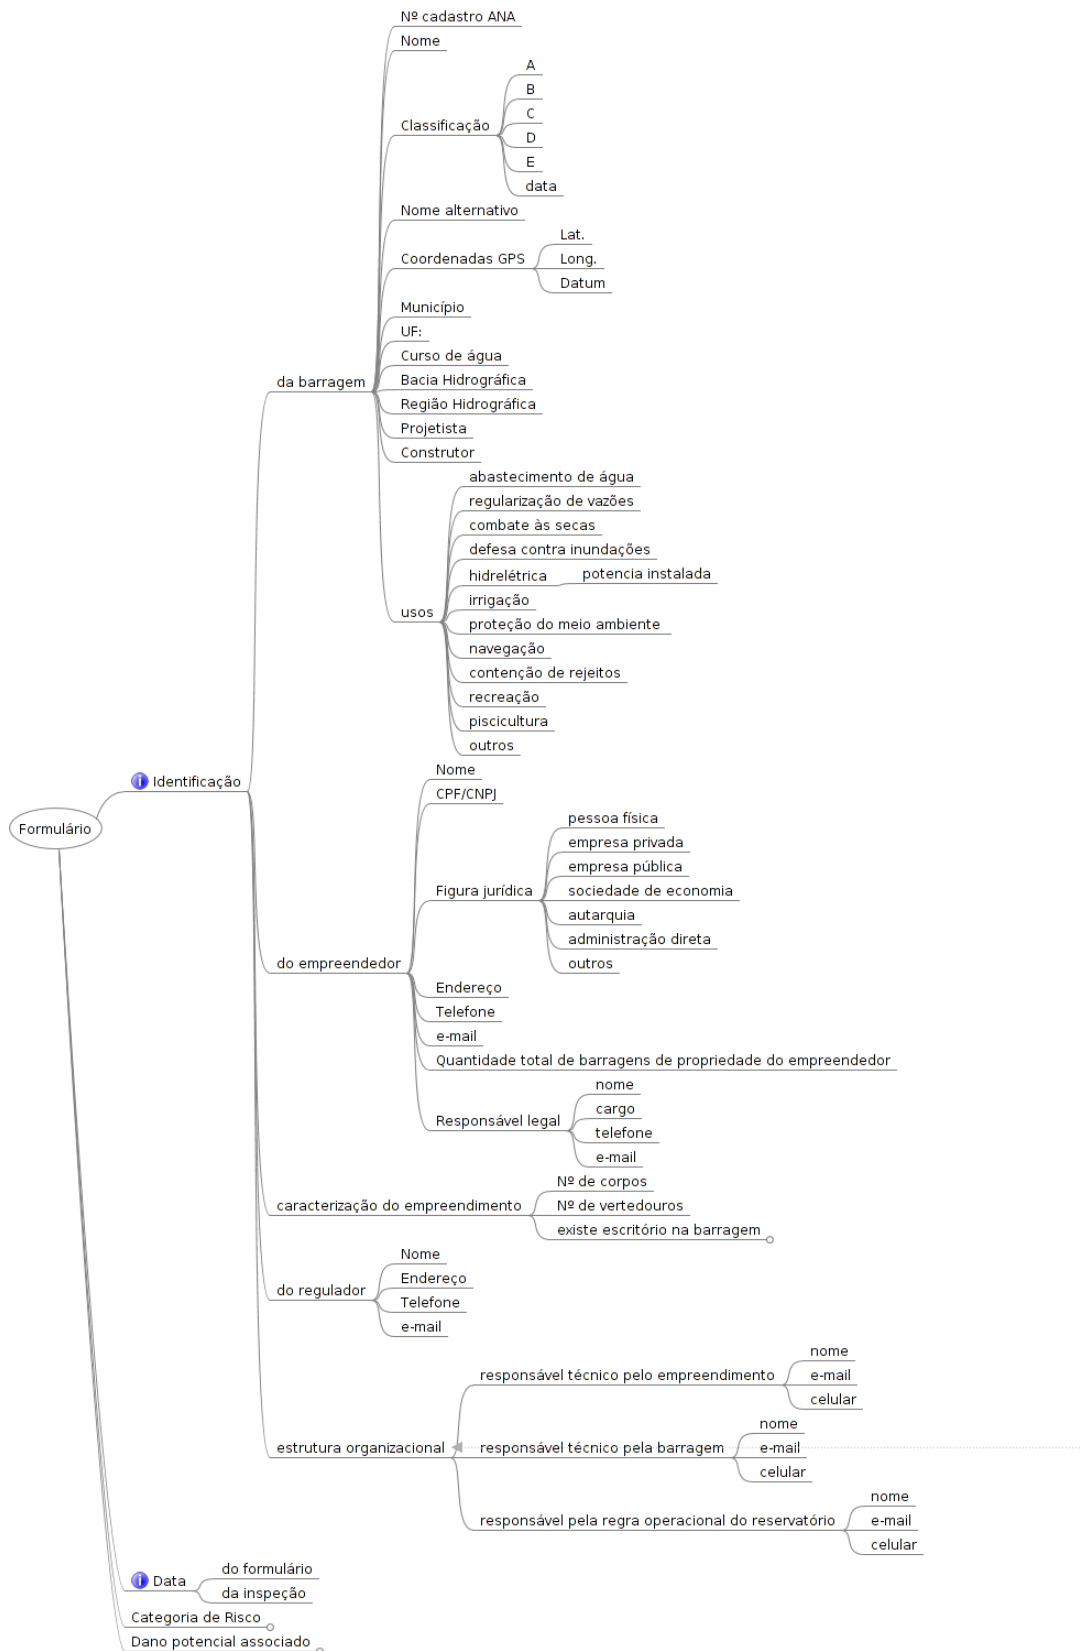 Nº cadastro ANA
Nome
A
B
C
Classificação
D
E
data
Nome alternativo
Lat.
Coordenadas GPS
Long.
Datum
Município
UF:
Curso de água
da barragem
Bacia Hidrográfica
Região Hidrográfica
Projetista
Construtor
abastecimento de água
regularização de vazões
combate às secas
defesa contra inundações
hidrelétrica
potencia instalada
irrigação
usos
proteção do meio ambiente
navegação
contenção de rejeitos
recreação
piscicultura
outros
Nome
i Identificação
CPF/CNPJ
pessoa física
Formulário
empresa privada
empresa pública
Figura jurídica
sociedade de economia
autarquia
administração direta
do empreendedor
outros
Endereço
Telefone
e-mail
Quantidade total de barragens de propriedade do empreendedor
nome
cargo
Responsável legal
telefone
e-mail
Nº de corpos
caracterização do empreendimento
Nº de vertedouros
existe escritório na barragem
Nome
Endereço
do regulador
Telefone
e-mail
nome
responsável técnico pelo empreendimento
e-mail
celular
nome
estrutura organizacional
responsável técnico pela barragem
e-mail
celular
nome
responsável pela regra operacional do reservatório
e-mail
celular
do formulário
i Data
da inspeção
Categoria de Risco
Dano potencial associado